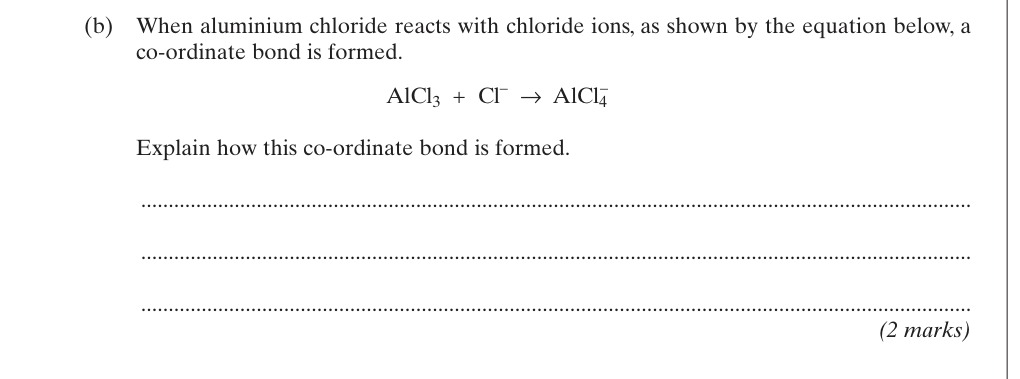 (b) When aluminium chloride reacts with chloride ions, as shown by the equation below, a
co-ordinate bond is formed.
AlCl₃ + Cl⁻ → AlCl₄⁻
Explain how this co-ordinate bond is formed.
(2 marks)